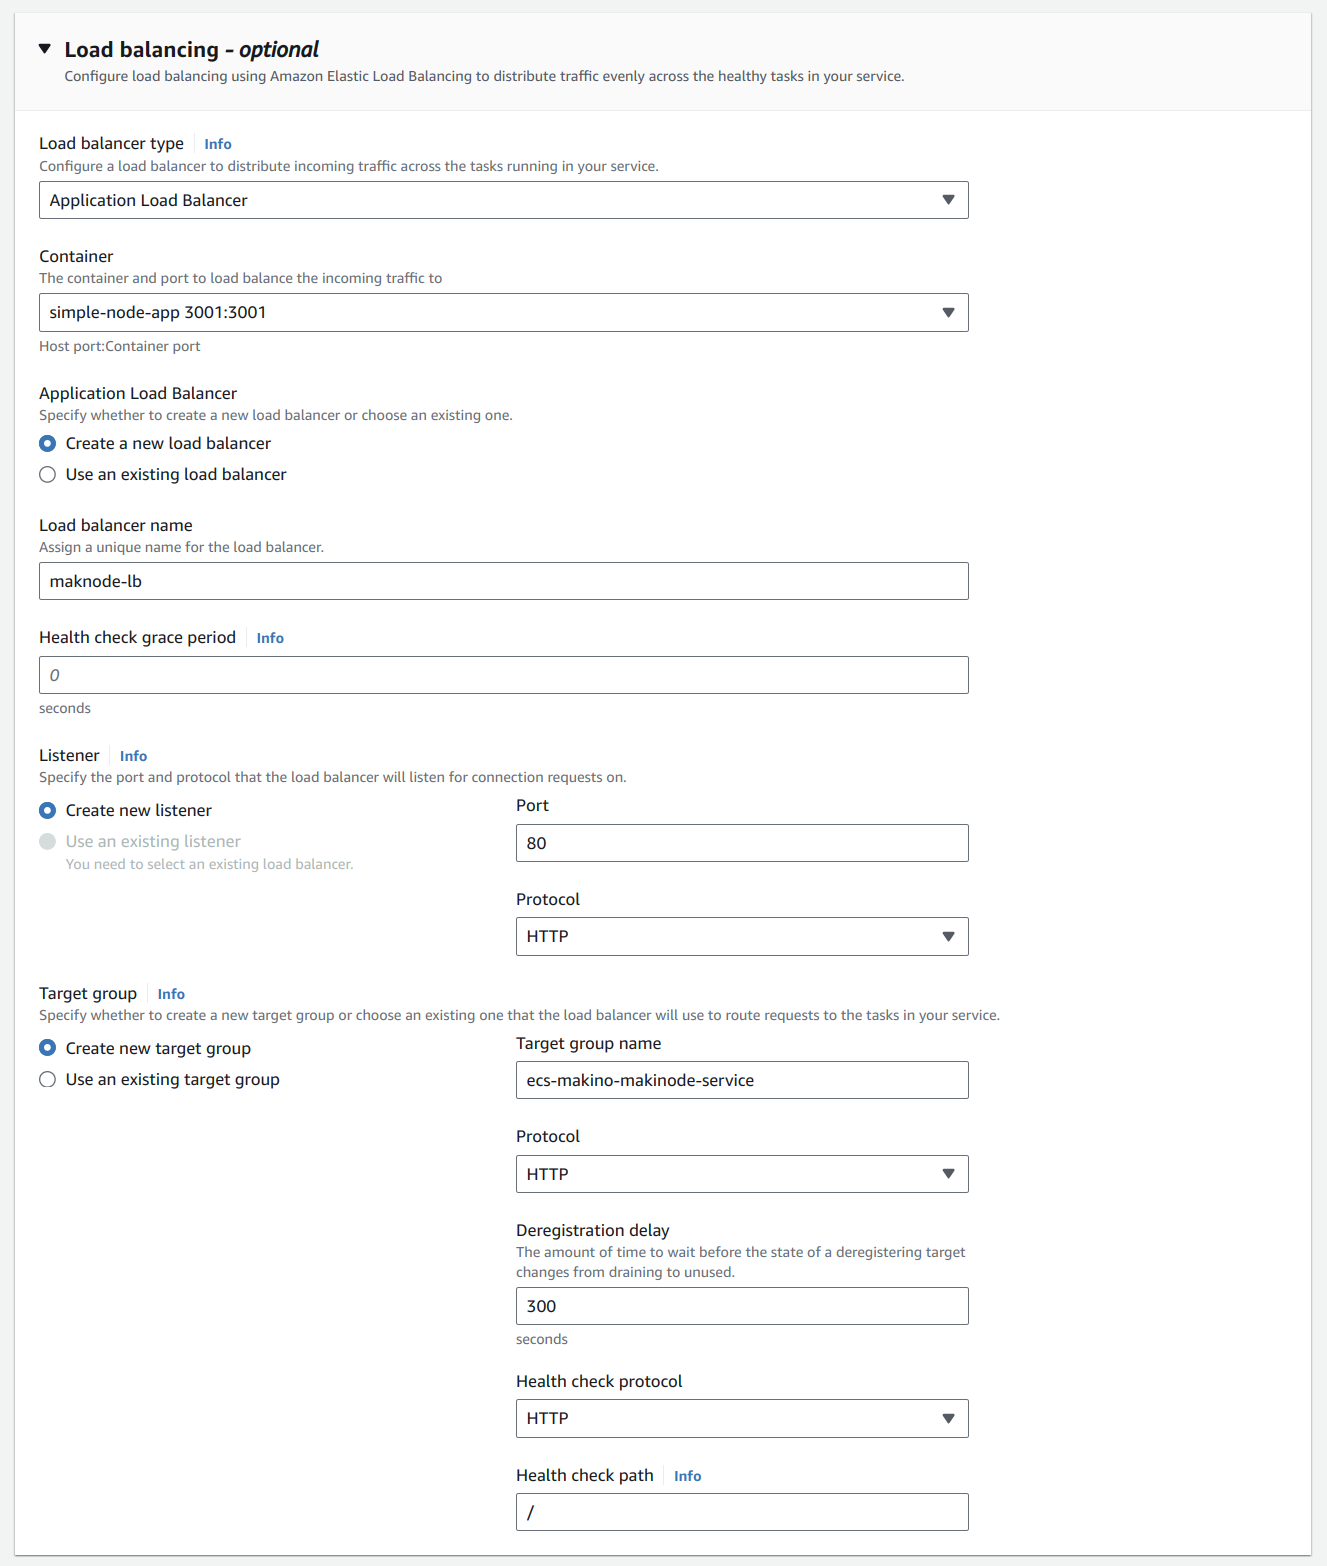 Load balancing - optional
Configure load balancing using Amazon Elastic Load Balancing to distribute traffic evenly across the healthy tasks in your service.
Load balancer type Info
Configure a load balancer to distribute incoming traffic across the tasks running in your service.
Application Load Balancer
Container
The container and port to load balance the incoming traffic to
simple-node-app 3001:3001
Host port:Container port
Application Load Balancer
Specify whether to create a new load balancer or choose an existing one.
Create a new load balancer
Use an existing load balancer
Load balancer name
Assign a unique name for the load balancer.
maknode-lb
Health check grace period Info
0
seconds
Listener Info
Specify the port and protocol that the load balancer will listen for connection requests on.
Create new listener
Use an existing listener
You need to select an existing load balancer.
Port
80
Protocol
HTTP
Target group Info
Specify whether to create a new target group or choose an existing one that the load balancer will use to route requests to the tasks in your service.
Create new target group
Use an existing target group
Target group name
ecs-makino-makinode-service
Protocol
HTTP
Deregistration delay
The amount of time to wait before the state of a deregistering target
changes from draining to unused.
300
seconds
Health check protocol
HTTP
Health check path Info
/